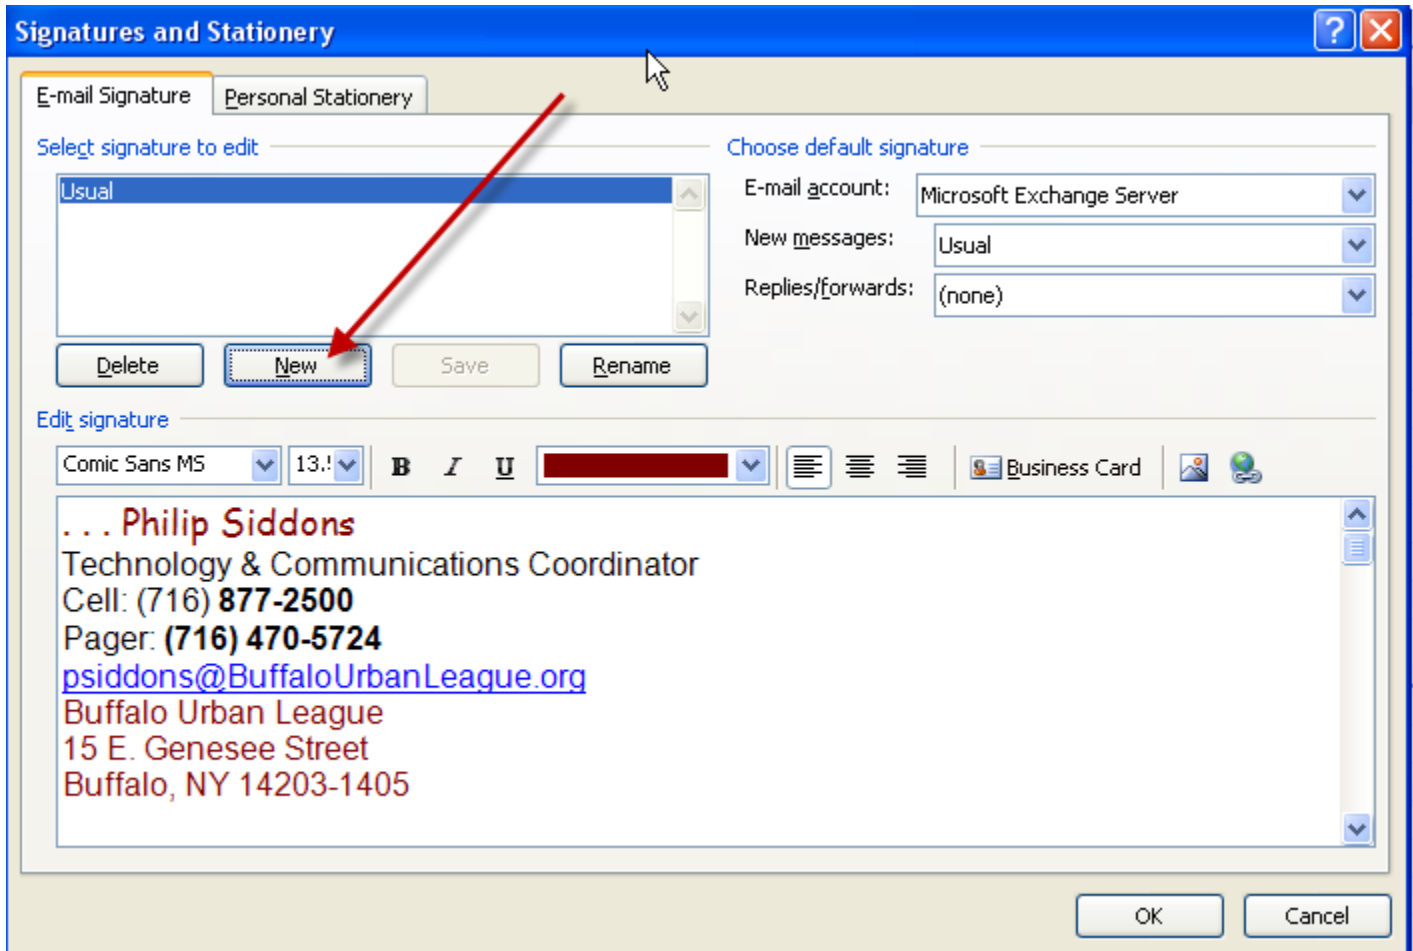 Signatures and Stationery
E-mail Signature
Personal Stationery
Select signature to edit
Usual
Delete
New
Save
Rename
Choose default signature
E-mail account:
Microsoft Exchange Server
New messages:
Usual
Replies/forwards:
(none)
Edit signature
Comic Sans MS
13.
B
I
U
Business Card
. . . Philip Siddons
Technology & Communications Coordinator
Cell: (716) 877-2500
Pager: (716) 470-5724
psiddons@BuffaloUrbanLeague.org
Buffalo Urban League
15 E. Genesee Street
Buffalo, NY 14203-1405
OK
Cancel